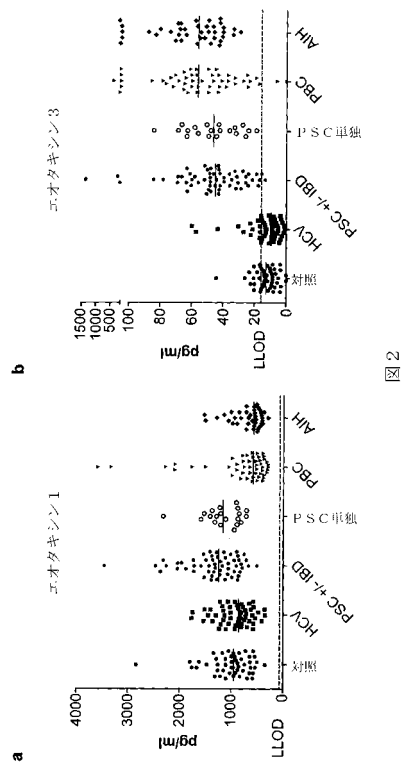 a
エオタキシン1
4000
3000
2000
1000
LLOD
pg/ml
対照
HCV
PSC +/- IBD
PSC単独
PBC
AIH
b
エオタキシン3
1500
1000
500
100
80
60
40
20
LLOD
0
pg/ml
対照
HCV
PSC +/- IBD
PSC単独
PBC
AIH
図2